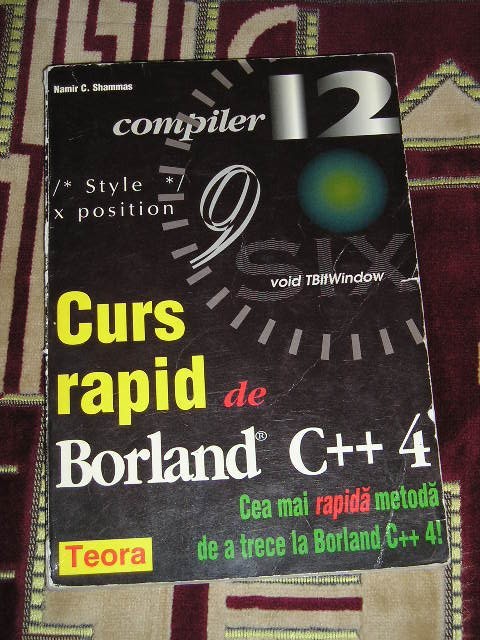 Namir C. Shammas
compiler 12
/* Style */
x position
9
SIX
void TBitWindow
Curs
rapid de
Borland® C++ 4
Cea mai rapidă metodă
de a trece la Borland C++ 4!
Teora